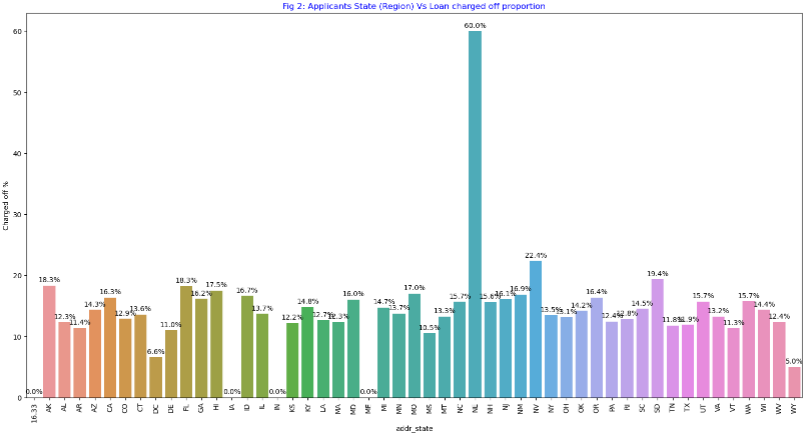 Fig 2: Applicants State (Region) Vs Loan charged off proportion
Charged off %
60
50
40
30
20
10
0
0.0%
18.3%
12.3%
11.4%
14.3%
16.3%
12.9%
13.6%
6.6%
11.0%
18.3%
16.2%
17.5%
0.0%
16.7%
13.7%
0.0%
12.2%
14.8%
12.7%
12.3%
16.0%
0.0%
14.7%
13.7%
17.0%
10.5%
13.3%
15.7%
60.0%
15.6%
16.1%
16.9%
22.4%
13.5%
13.1%
14.2%
16.4%
12.4%
12.8%
14.5%
19.4%
11.8%
11.9%
15.7%
13.2%
11.3%
15.7%
14.4%
12.4%
5.0%
16.33
AK
AL
AR
AZ
CA
CO
CT
DC
DE
FL
GA
HI
IA
ID
IL
IN
KS
KY
LA
MA
MD
ME
MI
MN
MO
MS
MT
NC
NE
NH
NJ
NM
NV
NY
OH
OK
OR
PA
RI
SC
SD
TN
TX
UT
VA
VT
WA
WI
WV
WY
addr_state